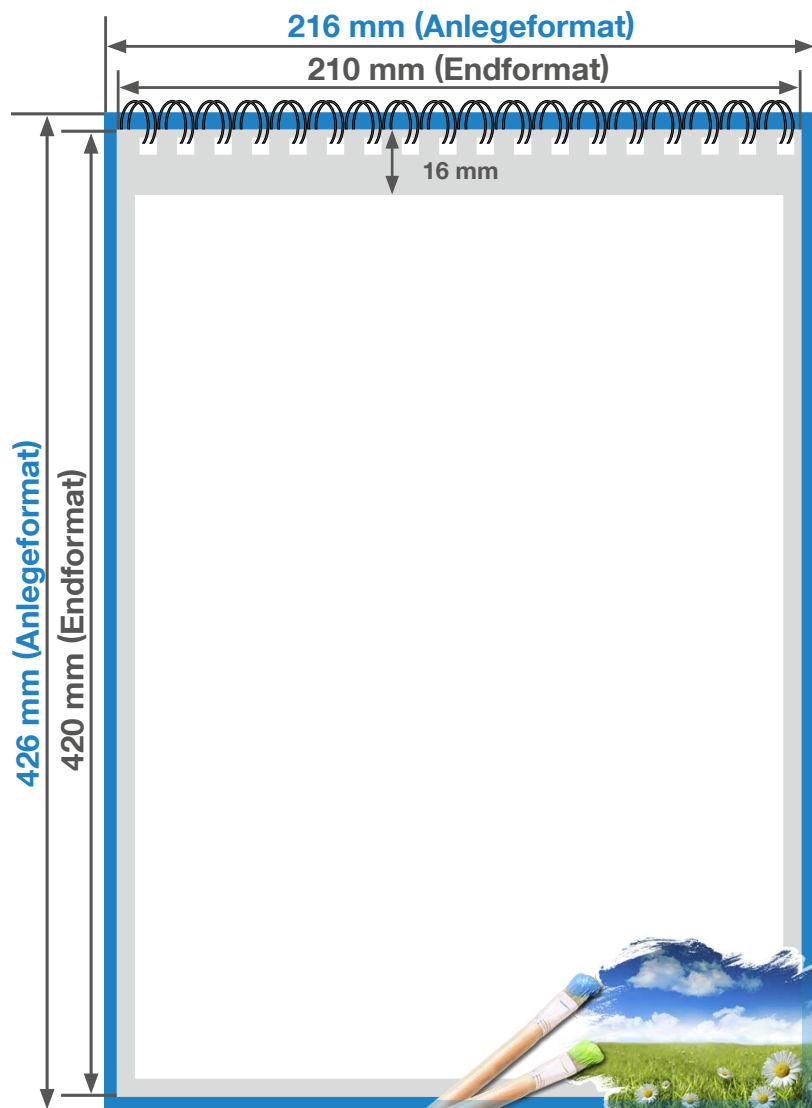 216 mm (Anlegeformat)
210 mm (Endformat)
16 mm
426 mm (Anlegeformat)
420 mm (Endformat)